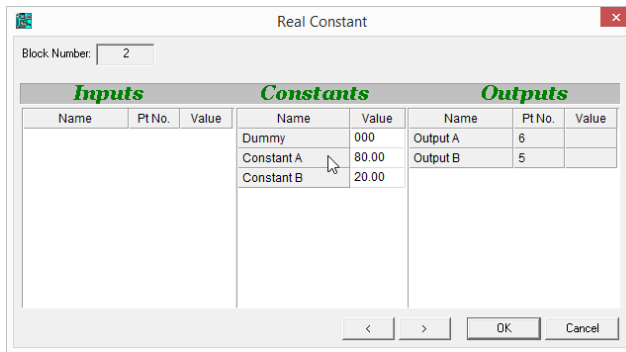 Real Constant
Block Number: 2
Inputs Constants Outputs
Name Pt No. Value Name Value Name Pt No. Value
Dummy 000 Output A 6
Constant A 80.00 Output B 5
Constant B 20.00
< > OK Cancel